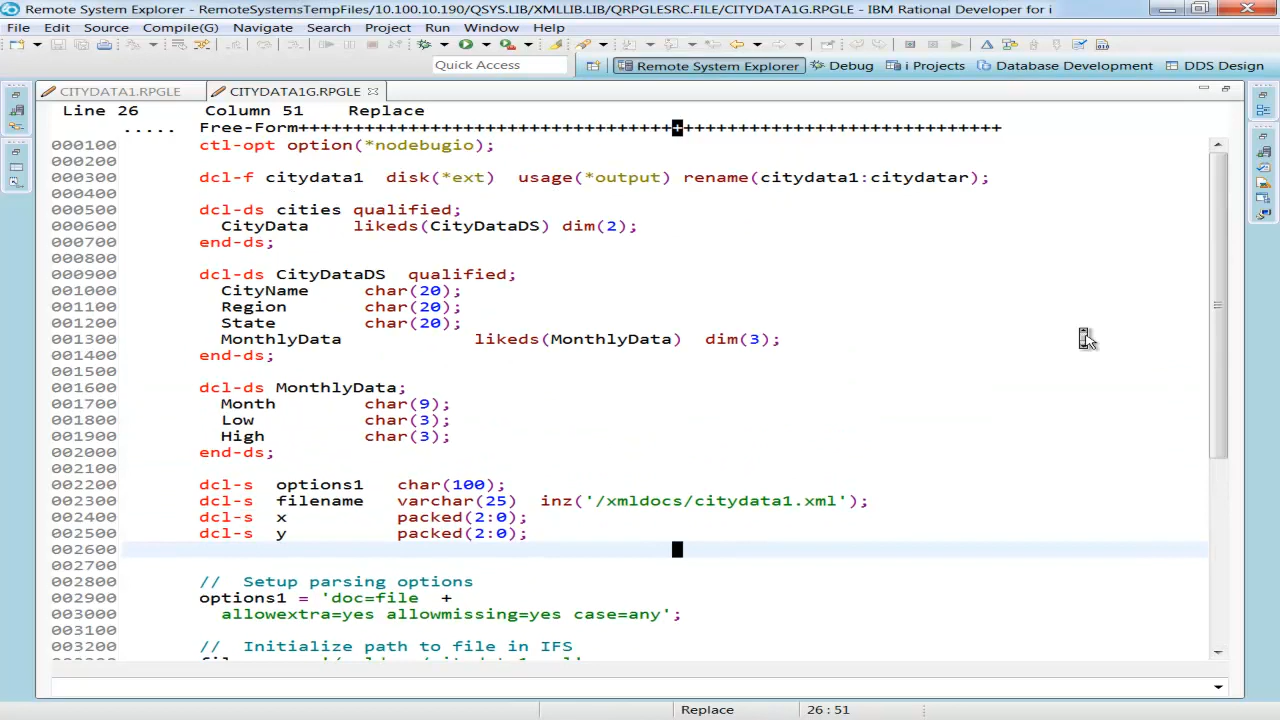 Remote System Explorer - RemoteSystemsTempFiles/10.100.10.190/QSYS.LIB/XMLLIB.LIB/QRPGLESRC.FILE/CITYDATA1G.RPGLE - IBM Rational Developer for i
File Edit Source Compile(G) Navigate Search Project Run Window Help
Quick Access Remote System Explorer Debug i Projects Database Development DDS Design
CITYDATA1.RPGLE CITYDATA1G.RPGLE
Line 26 Column 51 Replace
..... Free-Form+++++++++++++++++++++++++++++++++++++++++++++++++++++++++++++++++
000100 ctl-opt option(*nodebugio);
000200
000300 dcl-f citydata1 disk(*ext) usage(*output) rename(citydata1:citydatar);
000400
000500 dcl-ds cities qualified;
000600 CityData likeds(CityDataDS) dim(2);
000700 end-ds;
000800
000900 dcl-ds CityDataDS qualified;
001000 CityName char(20);
001100 Region char(20);
001200 State char(20);
001300 MonthlyData likeds(MonthlyData) dim(3);
001400 end-ds;
001500
001600 dcl-ds MonthlyData;
001700 Month char(9);
001800 Low char(3);
001900 High char(3);
002000 end-ds;
002100
002200 dcl-s options1 char(100);
002300 dcl-s filename varchar(25) inz('/xmldocs/citydata1.xml');
002400 dcl-s x packed(2:0);
002500 dcl-s y packed(2:0);
002600
002700
002800 // Setup parsing options
002900 options1 = 'doc=file +
003000 allowextra=yes allowmissing=yes case=any';
003100
003200 // Initialize path to file in IFS
Replace 26 : 51